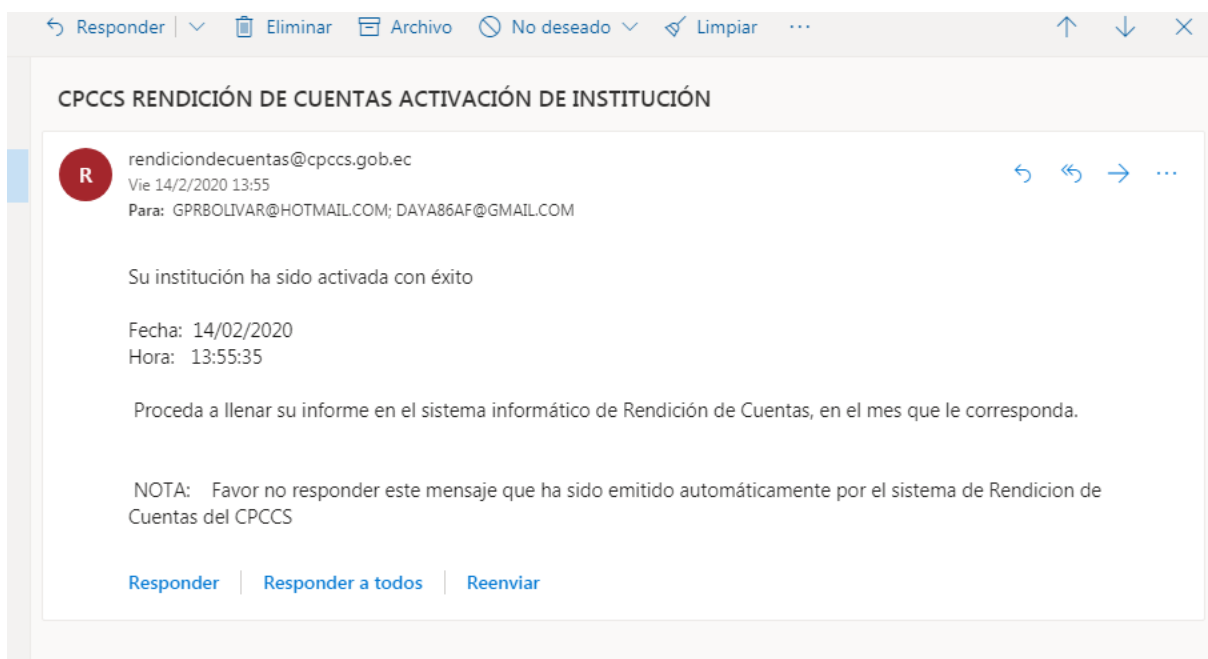 Responder Eliminar Archivo No deseado Limpiar ...
CPCCS RENDICIÓN DE CUENTAS ACTIVACIÓN DE INSTITUCIÓN
R
rendiciondecuentas@cpccs.gob.ec
Vie 14/2/2020 13:55
Para: GPRBOLIVAR@HOTMAIL.COM; DAYA86AF@GMAIL.COM
Su institución ha sido activada con éxito
Fecha: 14/02/2020
Hora: 13:55:35
Proceda a llenar su informe en el sistema informático de Rendición de Cuentas, en el mes que le corresponda.
NOTA: Favor no responder este mensaje que ha sido emitido automáticamente por el sistema de Rendicion de
Cuentas del CPCCS
Responder Responder a todos Reenviar